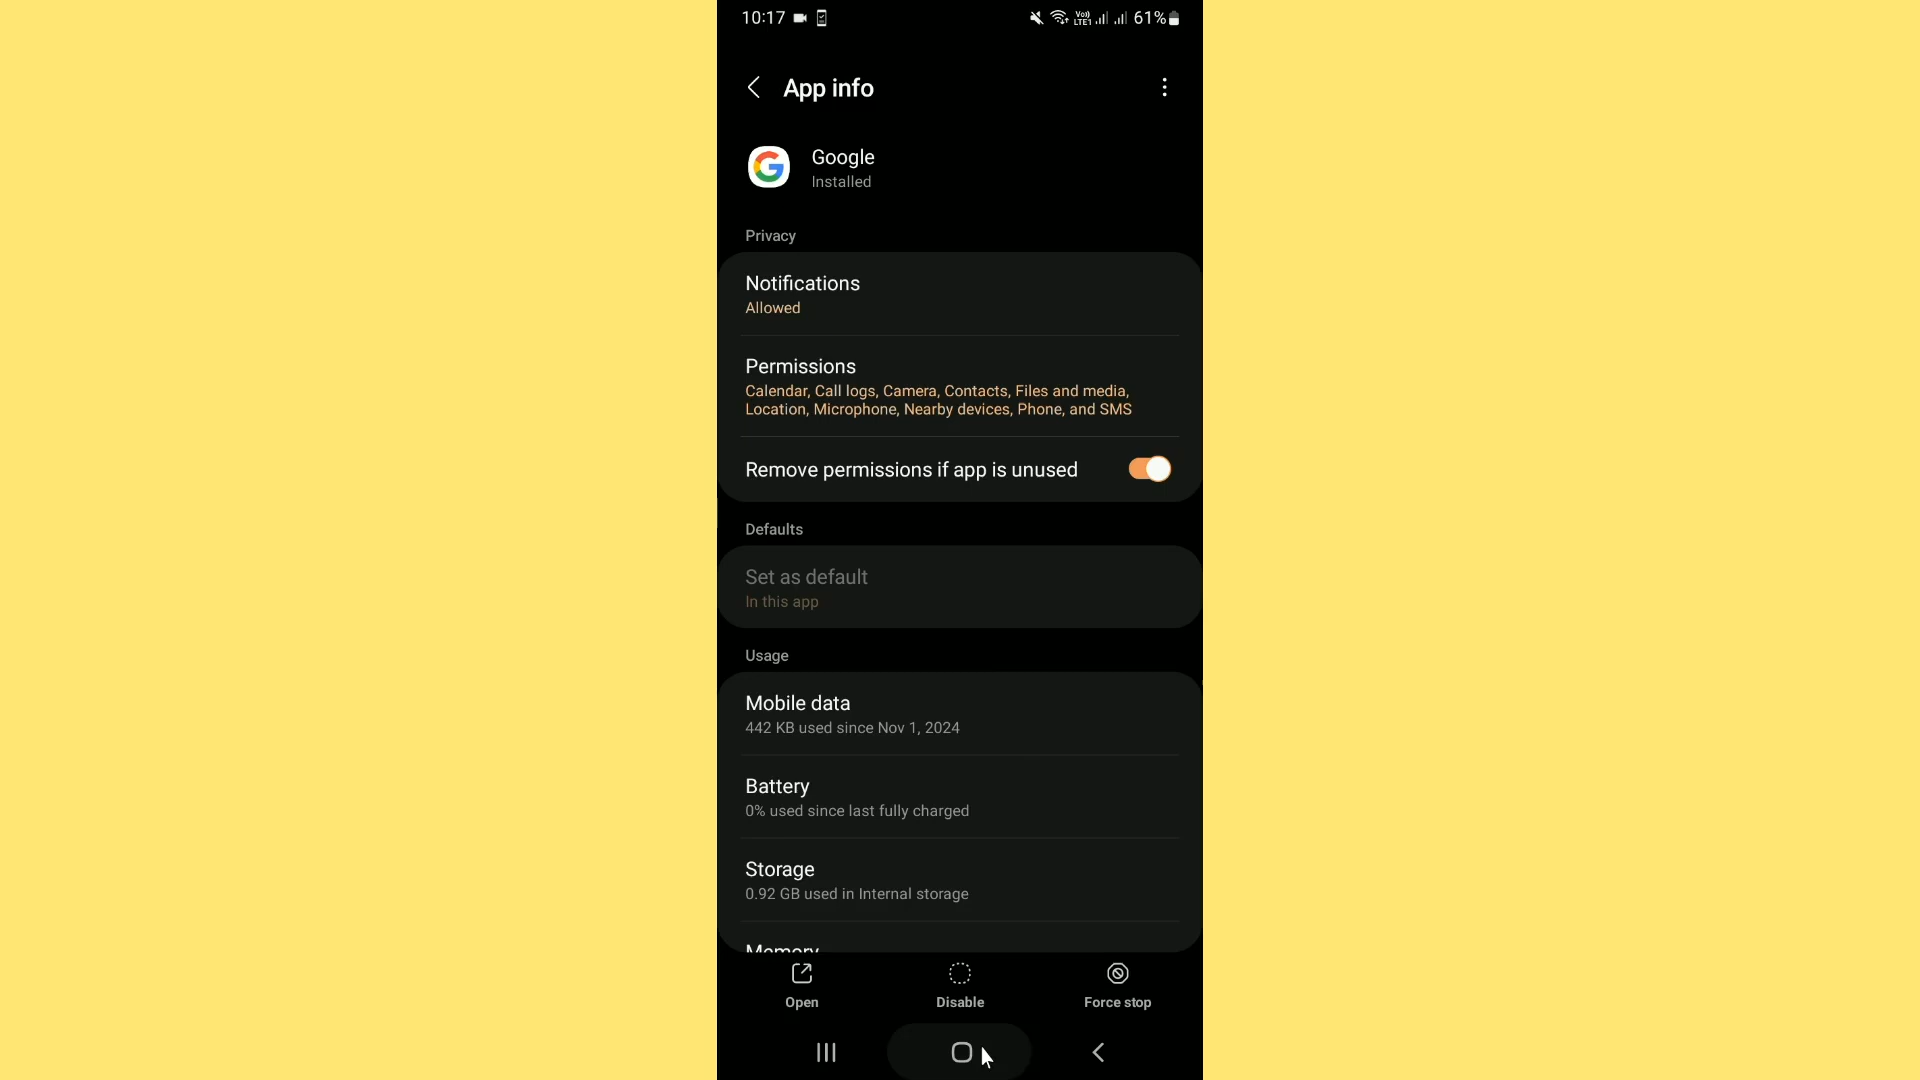 10:17 Vo)) LTE1 61%
App info
Google
Installed
Privacy
Notifications
Allowed
Permissions
Calendar, Call logs, Camera, Contacts, Files and media,
Location, Microphone, Nearby devices, Phone, and SMS
Remove permissions if app is unused
Defaults
Set as default
In this app
Usage
Mobile data
442 KB used since Nov 1, 2024
Battery
0% used since last fully charged
Storage
0.92 GB used in Internal storage
Memory
Open Disable Force stop